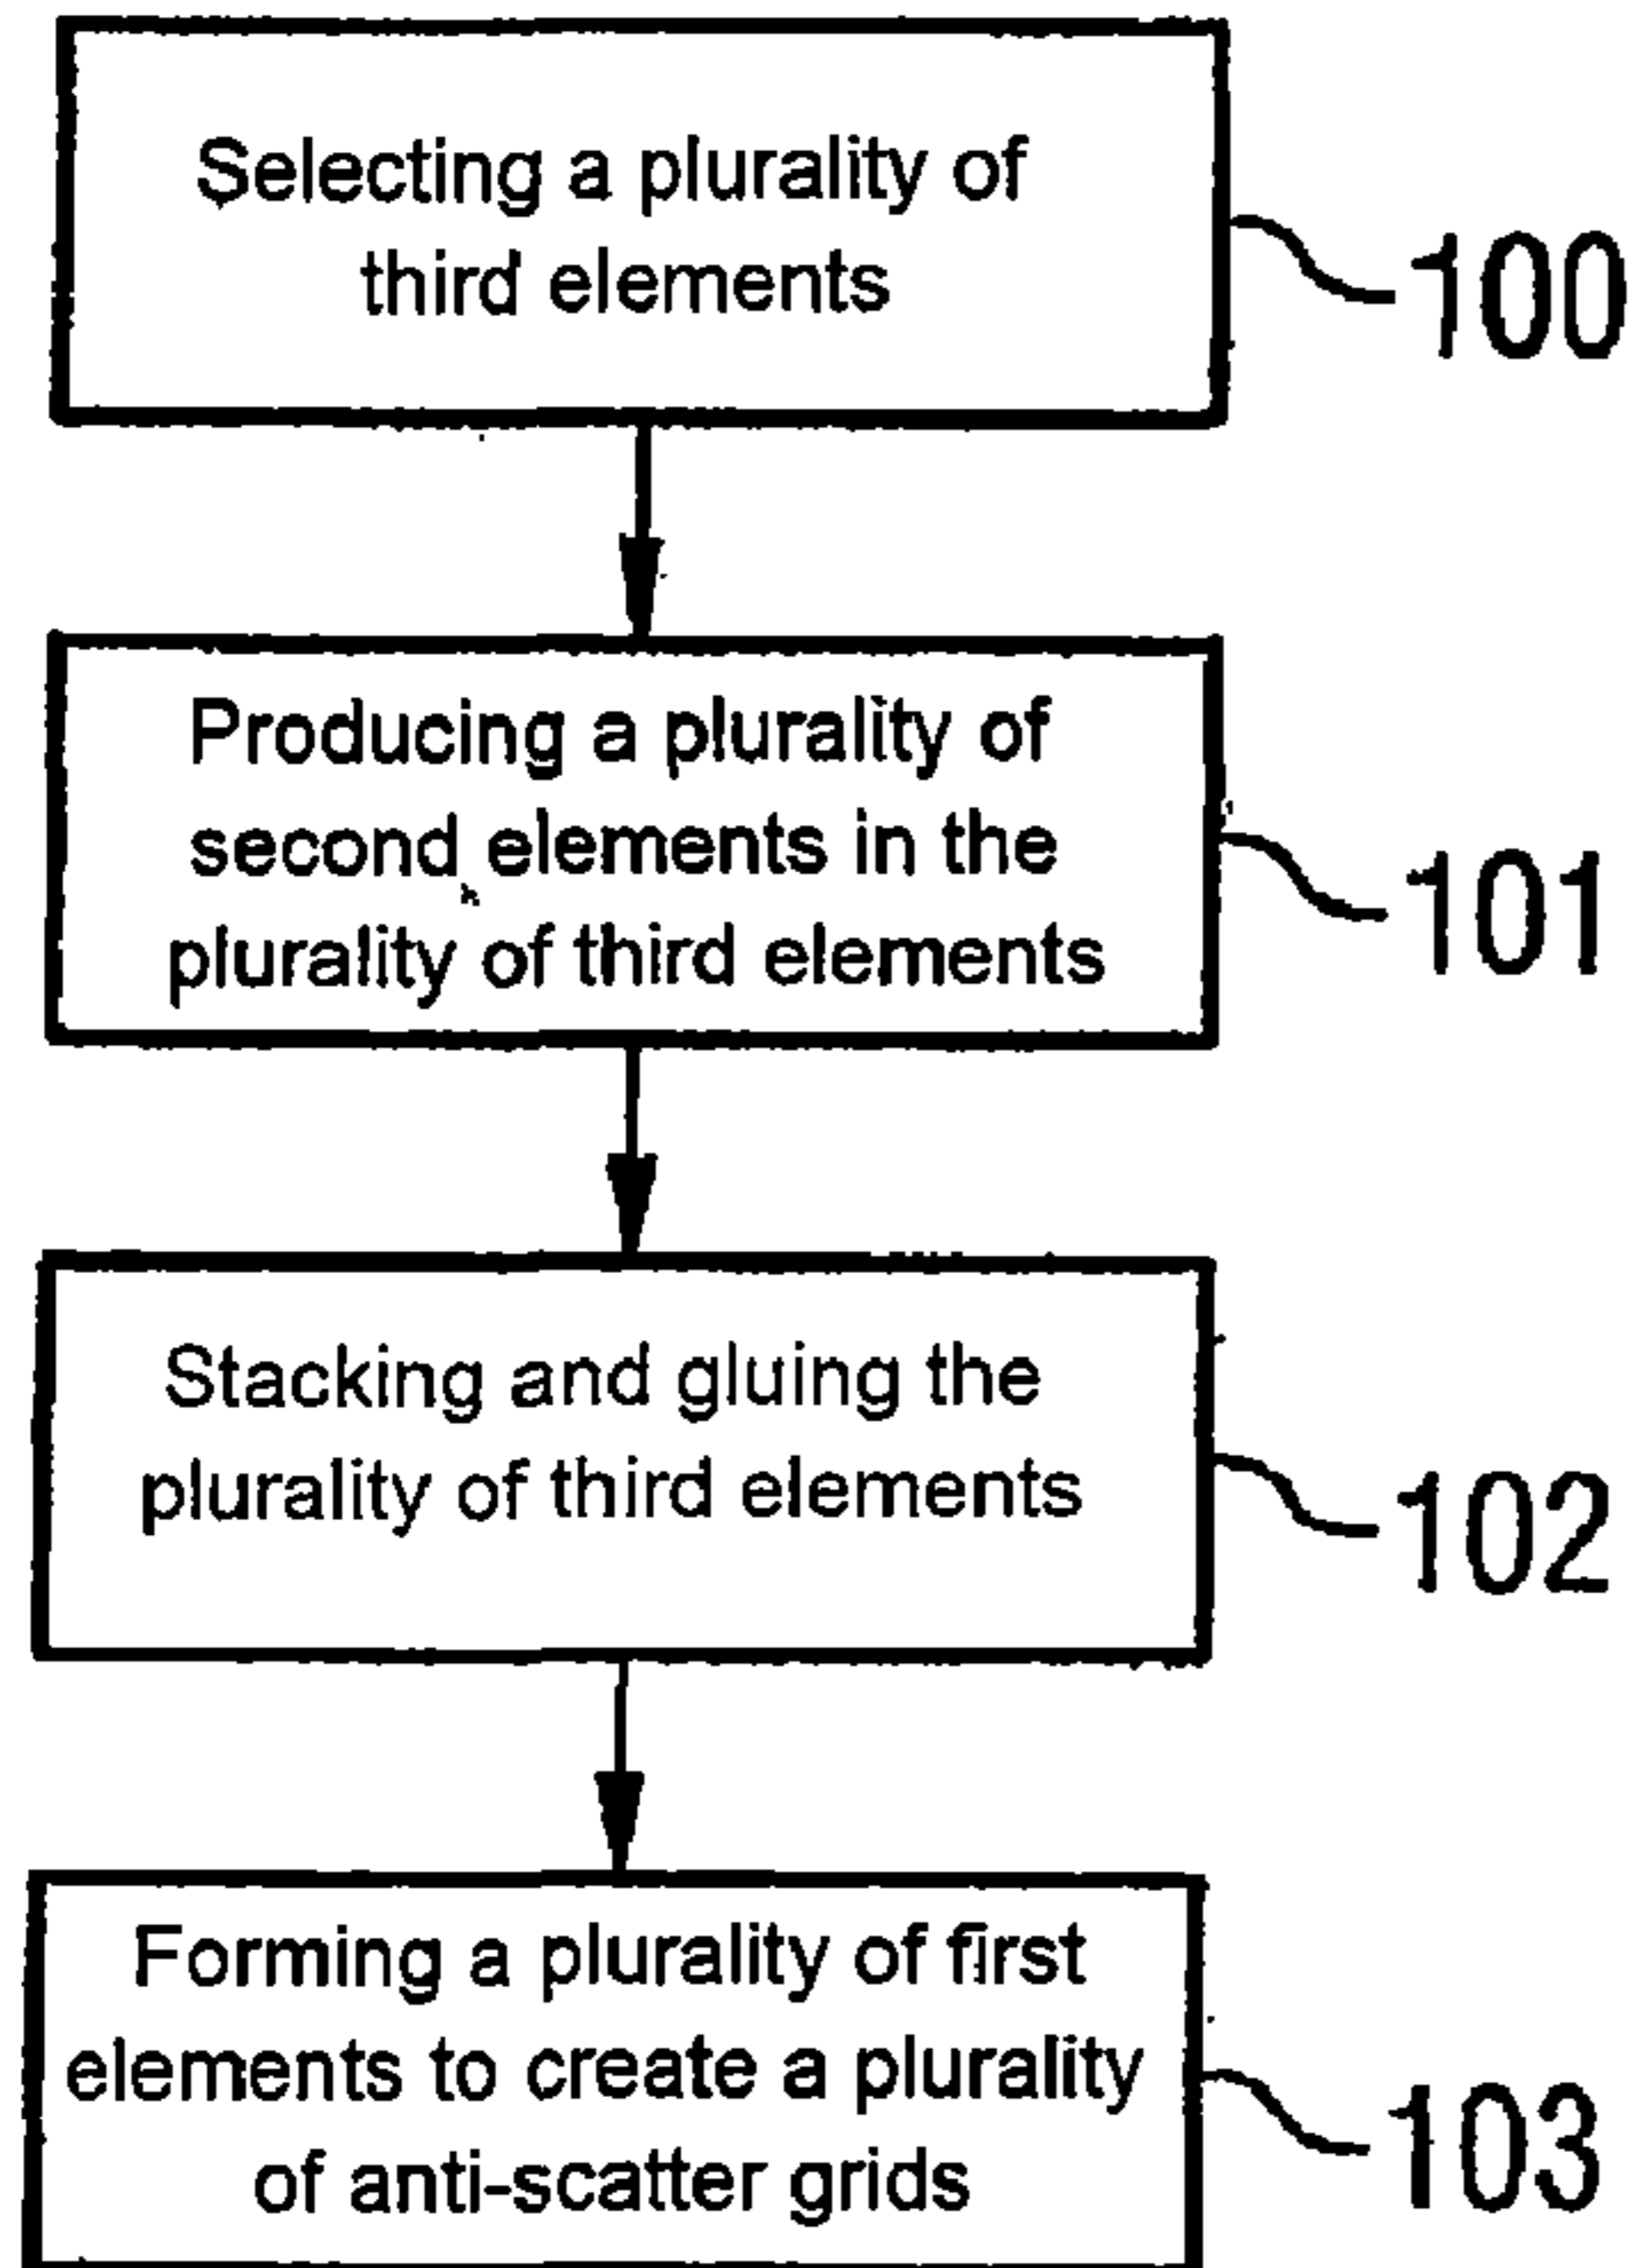 Selecting a plurality of
third elements
100
Producing a plurality of
second elements in the
plurality of third elements
101
Stacking and gluing the
plurality of third elements
102
Forming a plurality of first
elements to create a plurality
of anti-scatter grids
103